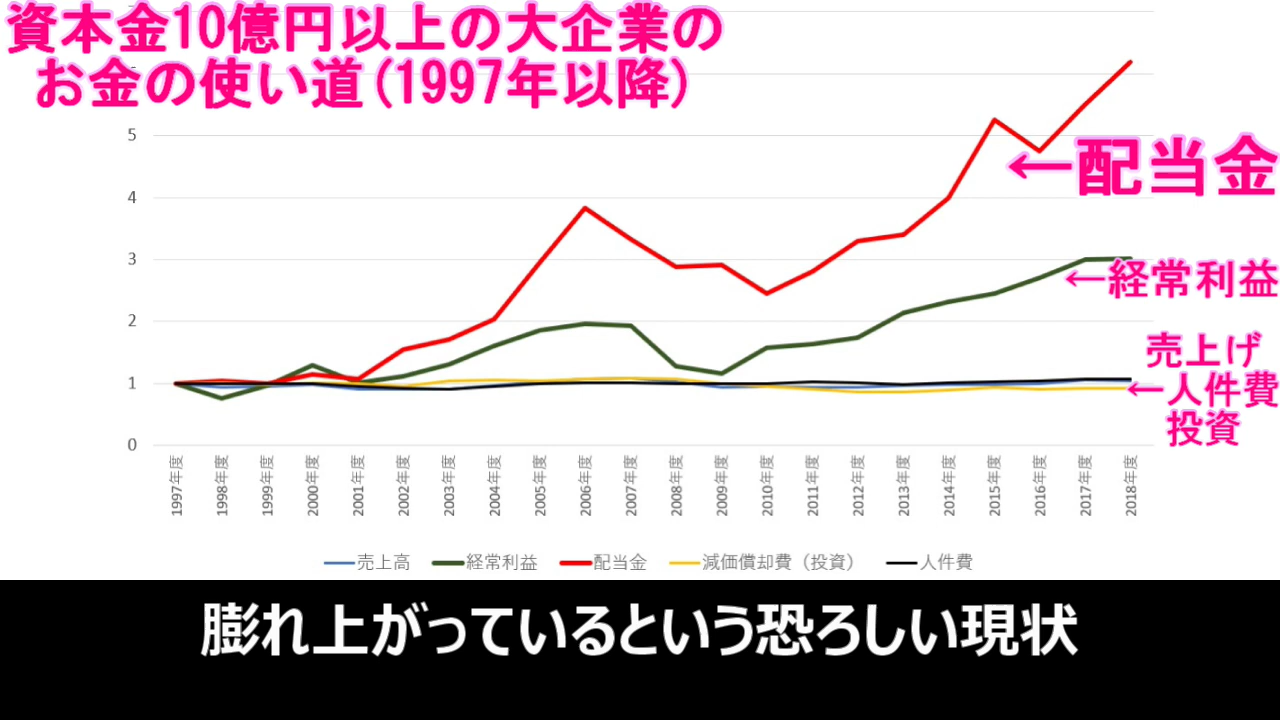 資本金10億円以上の大企業の
お金の使い道(1997年以降)
5
4
3
2
1
0
←配当金
←経常利益
売上げ
←人件費
投資
1997年度
1998年度
1999年度
2000年度
2001年度
2002年度
2003年度
2004年度
2005年度
2006年度
2007年度
2008年度
2009年度
2010年度
2011年度
2012年度
2013年度
2014年度
2015年度
2016年度
2017年度
2018年度
売上高 経常利益 配当金 減価償却費（投資） 人件費
膨れ上がっているという恐ろしい現状